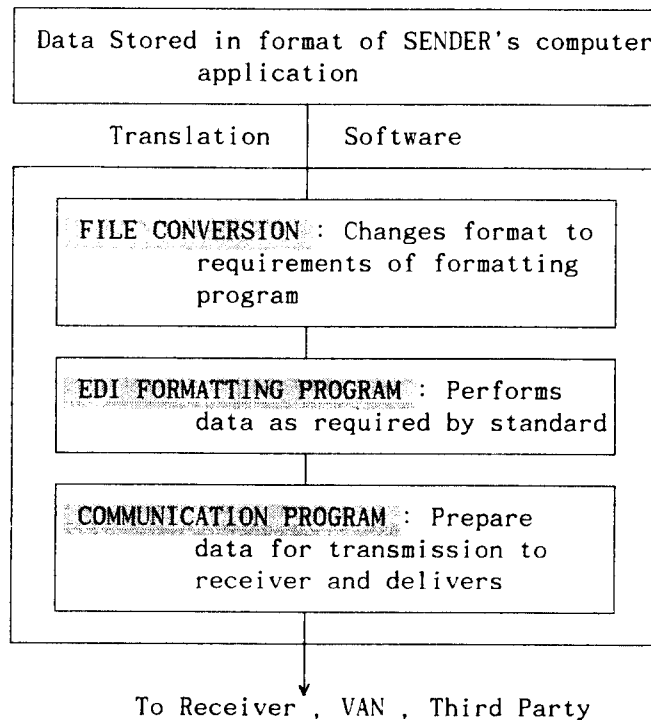 Data Stored in format of SENDER's computer
application
Translation Software
FILE CONVERSION : Changes format to
requirements of formatting
program
EDI FORMATTING PROGRAM : Performs
data as required by standard
COMMUNICATION PROGRAM : Prepare
data for transmission to
receiver and delivers
To Receiver , VAN , Third Party